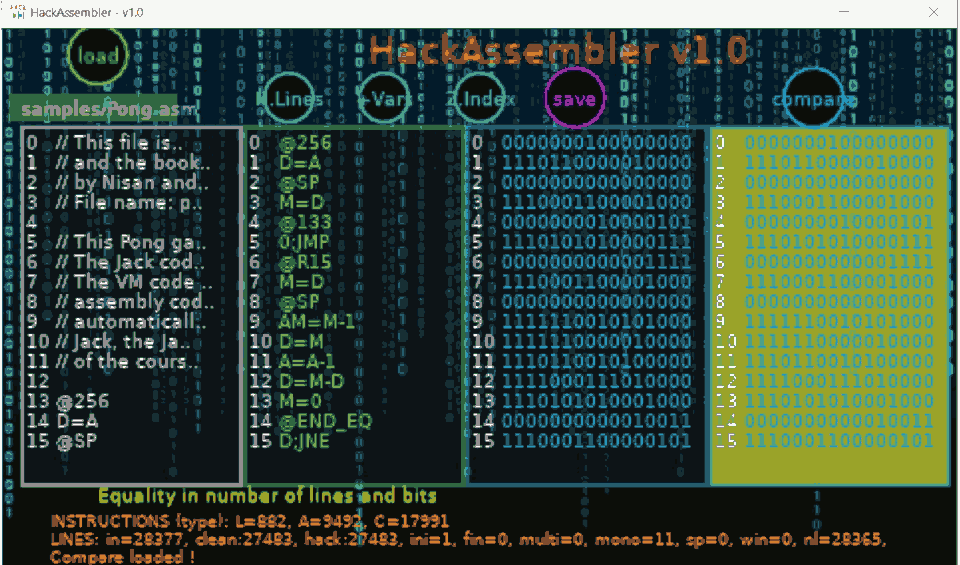 HackAssembler - v1.0
HackAssembler v1.0
load
.Lines
+Vars
.Index
save
compare
samples/Pong.asm
0 // This file is..
1 // and the book..
2 // by Nisan and..
3 // File name: p..
4
5 // This Pong ga..
6 // The Jack cod..
7 // The VM code ..
8 // assembly cod..
9 // automaticall..
10 // Jack, the Ja..
11 // of the cours..
12
13 @256
14 D=A
15 @SP
0 @256
1 D=A
2 @SP
3 M=D
4 @133
5 0;JMP
6 @R15
7 M=D
8 @SP
9 AM=M-1
10 D=M
11 A=A-1
12 D=M-D
13 M=0
14 @END_EQ
15 D;JNE
0 0000000100000000
1 1110110000010000
2 0000000000000000
3 1110001100001000
4 0000000010000101
5 1110101010000111
6 0000000000001111
7 1110001100001000
8 0000000000000000
9 1111110010101000
10 1111110000010000
11 1110110010100000
12 1111000111010000
13 1110101010001000
14 0000000000010011
15 1110001100000101
0 0000000100000000
1 1110110000010000
2 0000000000000000
3 1110001100001000
4 0000000010000101
5 1110101010000111
6 0000000000001111
7 1110001100001000
8 0000000000000000
9 1111110010101000
10 1111110000010000
11 1110110010100000
12 1111000111010000
13 1110101010001000
14 0000000000010011
15 1110001100000101
Equality in number of lines and bits
INSTRUCTIONS (type): L=882, A=9492, C=17991
LINES: in=28377, clean:27483, hack:27483, ini=1, fin=0, multi=0, mono=11, sp=0, win=0, nl=28365,
Compare loaded !